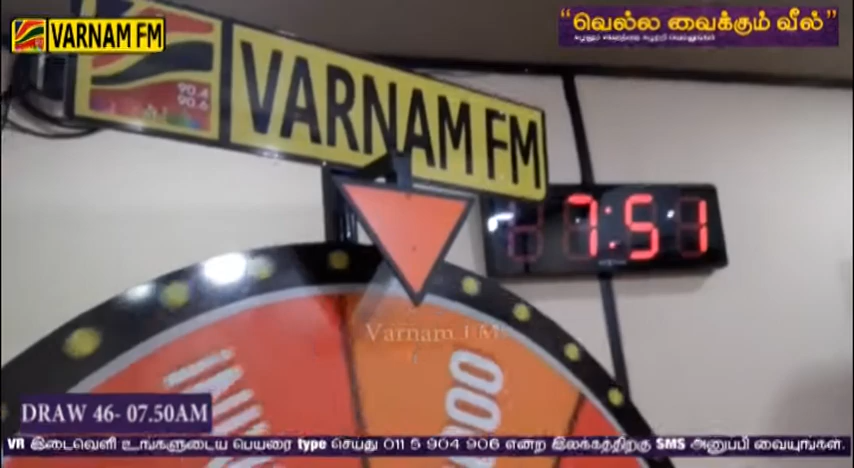 VARNAM FM
“வெல்ல வைக்கும் வீல்”
90.4
90.6
VARNAM FM
7:51
Varnam FM
DRAW 46- 07.50AM
VR இடைவெளி உங்களுடைய பெயரை type செய்து 011 5 904 906 என்ற இலக்கத்திற்கு SMS அனுப்பி வையுங்கள்.